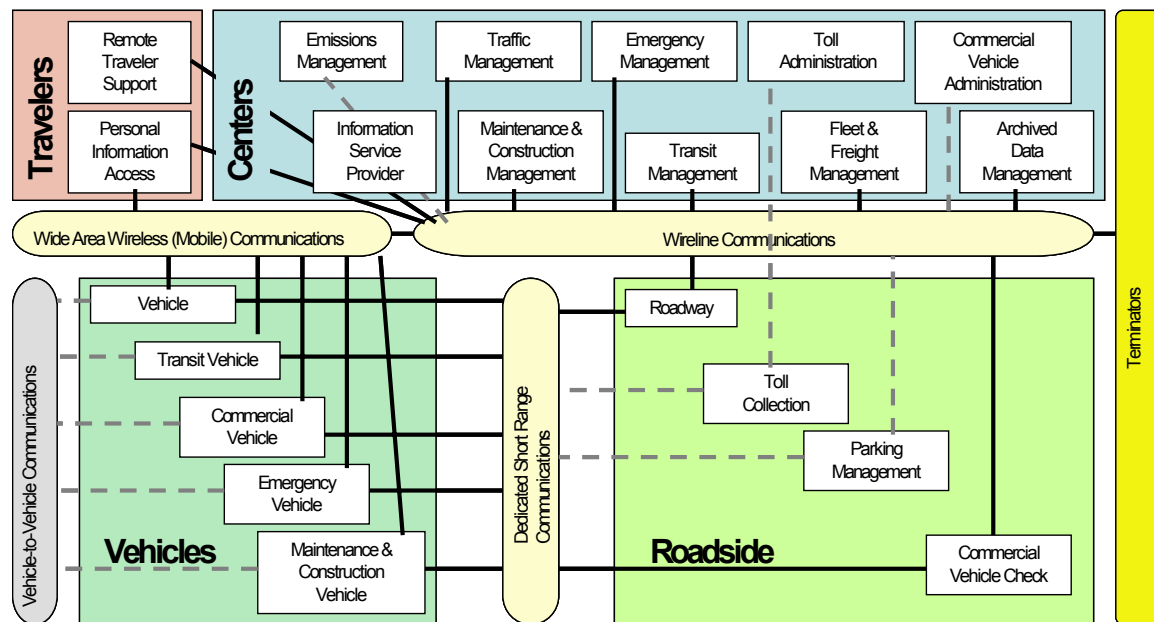 Travelers
Remote
Traveler
Support
Personal
Information
Access
Centers
Emissions
Management
Traffic
Management
Emergency
Management
Toll
Administration
Commercial
Vehicle
Administration
Information
Service
Provider
Maintenance &
Construction
Management
Transit
Management
Fleet &
Freight
Management
Archived
Data
Management
Wide Area Wireless (Mobile) Communications
Wireline Communications
Terminators
Vehicle-to-Vehicle Communications
Vehicle
Transit Vehicle
Commercial
Vehicle
Emergency
Vehicle
Maintenance &
Construction
Vehicle
Vehicles
Dedicated Short Range
Communications
Roadway
Toll
Collection
Parking
Management
Commercial
Vehicle Check
Roadside